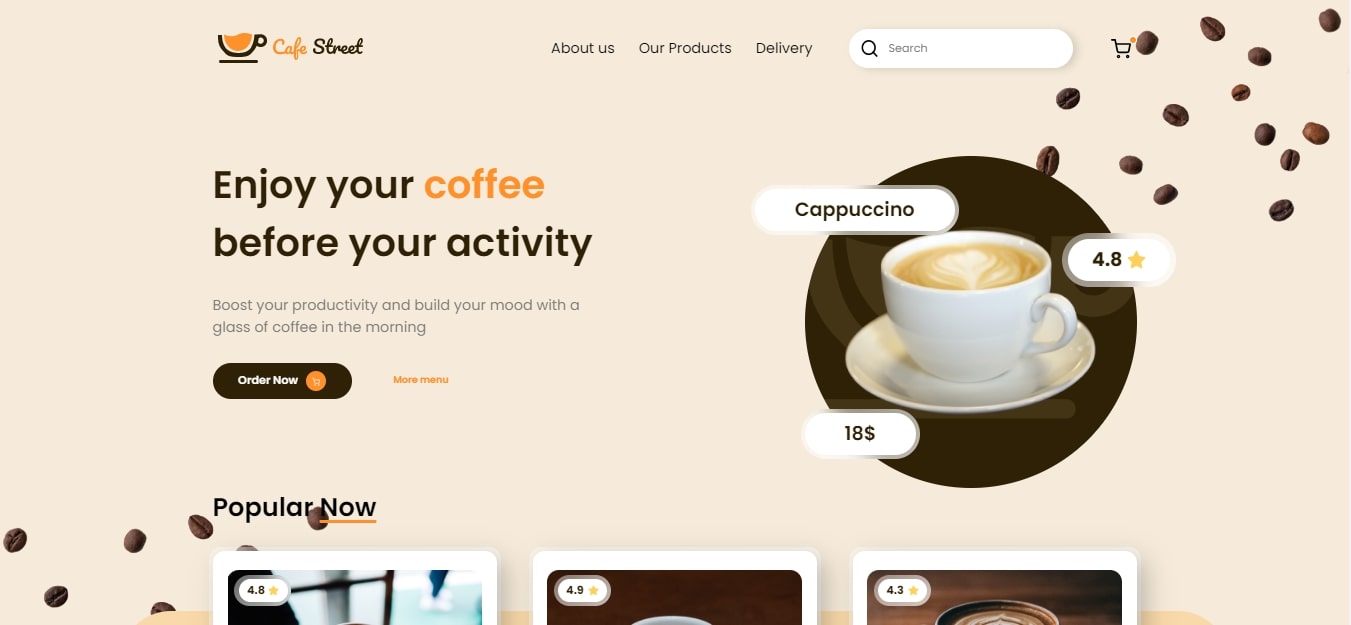 Cafe Street
About us
Our Products
Delivery
Search
Enjoy your coffee
before your activity
Boost your productivity and build your mood with a
glass of coffee in the morning
Order Now
More menu
Cappuccino
4.8
18$
Popular Now
4.8
4.9
4.3